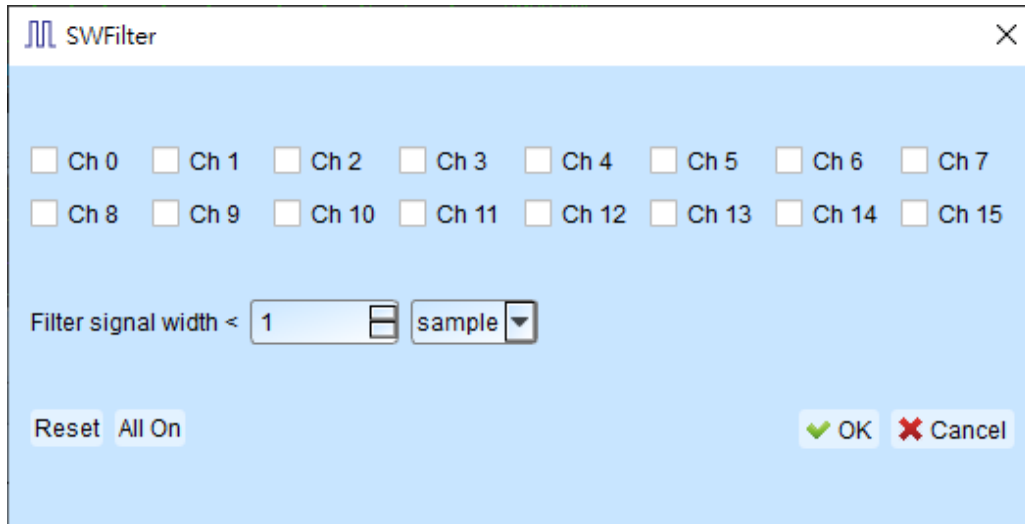 SWFilter
Ch 0 Ch 1 Ch 2 Ch 3 Ch 4 Ch 5 Ch 6 Ch 7
Ch 8 Ch 9 Ch 10 Ch 11 Ch 12 Ch 13 Ch 14 Ch 15
Filter signal width < 1 sample
Reset All On OK Cancel